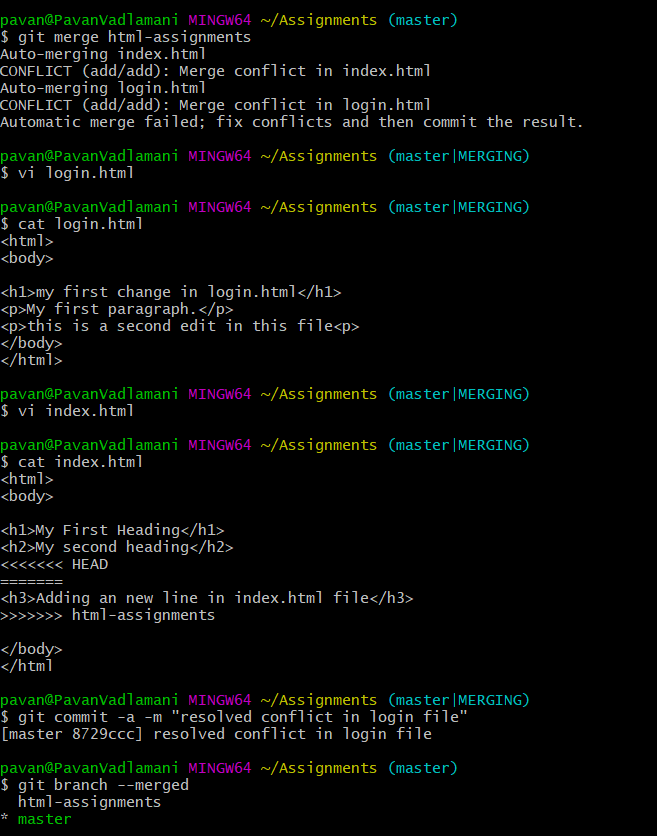 pavan@PavanVadlamani MINGW64 ~/Assignments (master)
$ git merge html-assignments
Auto-merging index.html
CONFLICT (add/add): Merge conflict in index.html
Auto-merging login.html
CONFLICT (add/add): Merge conflict in login.html
Automatic merge failed; fix conflicts and then commit the result.
pavan@PavanVadlamani MINGW64 ~/Assignments (master|MERGING)
$ vi login.html
pavan@PavanVadlamani MINGW64 ~/Assignments (master|MERGING)
$ cat login.html
<html>
<body>
<h1>my first change in login.html</h1>
<p>My first paragraph.</p>
<p>this is a second edit in this file<p>
</body>
</html>
pavan@PavanVadlamani MINGW64 ~/Assignments (master|MERGING)
$ vi index.html
pavan@PavanVadlamani MINGW64 ~/Assignments (master|MERGING)
$ cat index.html
<html>
<body>
<h1>My First Heading</h1>
<h2>My second heading</h2>
<<<<<<< HEAD
=======
<h3>Adding an new line in index.html file</h3>
>>>>>>> html-assignments
</body>
</html
pavan@PavanVadlamani MINGW64 ~/Assignments (master|MERGING)
$ git commit -a -m "resolved conflict in login file"
[master 8729ccc] resolved conflict in login file
pavan@PavanVadlamani MINGW64 ~/Assignments (master)
$ git branch --merged
  html-assignments
* master